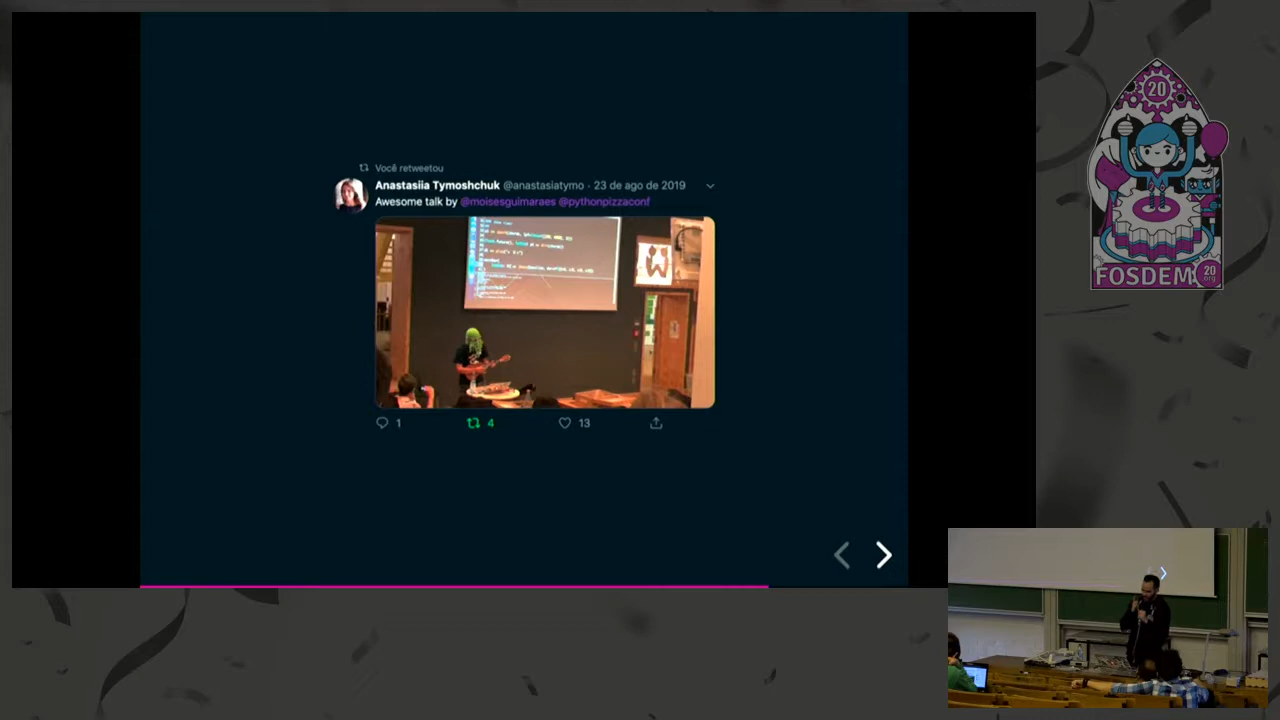 Você retweetou
Anastasiia Tymoshchuk @anastasiatymo · 23 de ago de 2019
Awesome talk by @moisesguimaraes @pythonpizzaconf
1
4
13
20
FOSDEM 20
.org